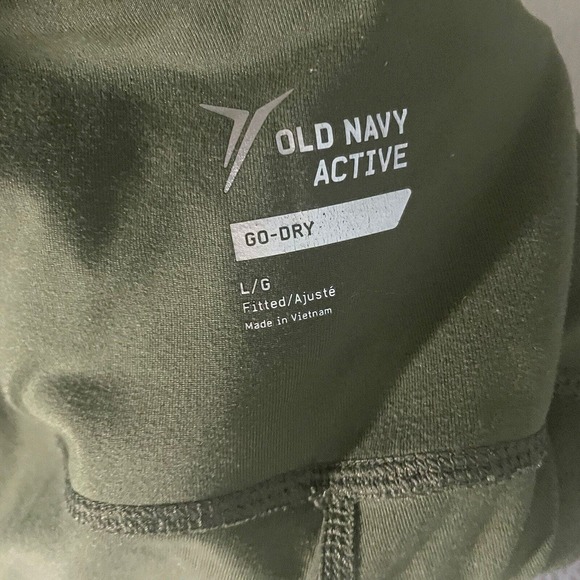 OLD NAVY
ACTIVE
GO-DRY
L/G
Fitted/Ajusté
Made in Vietnam